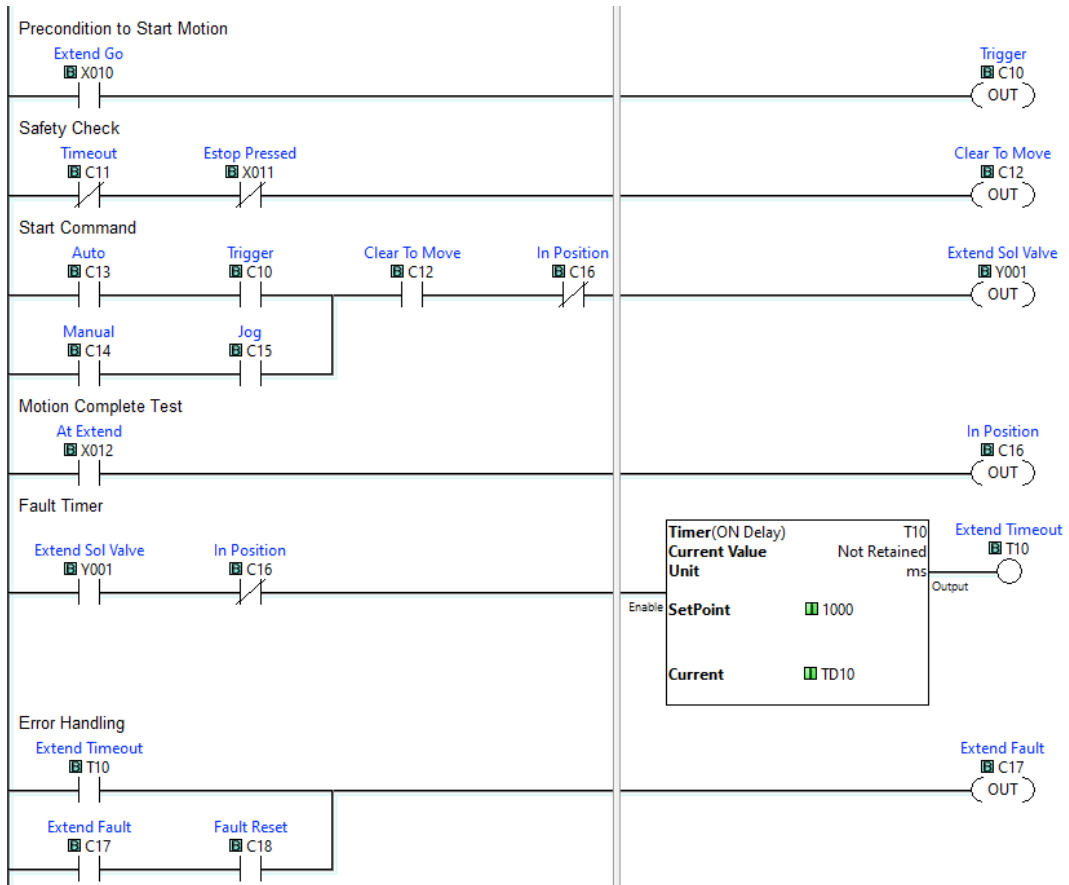 Precondition to Start Motion
Extend Go
B X010
Trigger
B C10
OUT
Safety Check
Timeout
B C11
Estop Pressed
B X011
Clear To Move
B C12
OUT
Start Command
Auto
B C13
Trigger
B C10
Clear To Move
B C12
In Position
B C16
Extend Sol Valve
B Y001
OUT
Manual
B C14
Jog
B C15
Motion Complete Test
At Extend
B X012
In Position
B C16
OUT
Fault Timer
Extend Sol Valve
B Y001
In Position
B C16
Timer(ON Delay) T10
Current Value Not Retained
Unit ms
Enable
SetPoint I 1000
Current I TD10
Output
Extend Timeout
B T10
Error Handling
Extend Timeout
B T10
Extend Fault
B C17
OUT
Extend Fault
B C17
Fault Reset
B C18